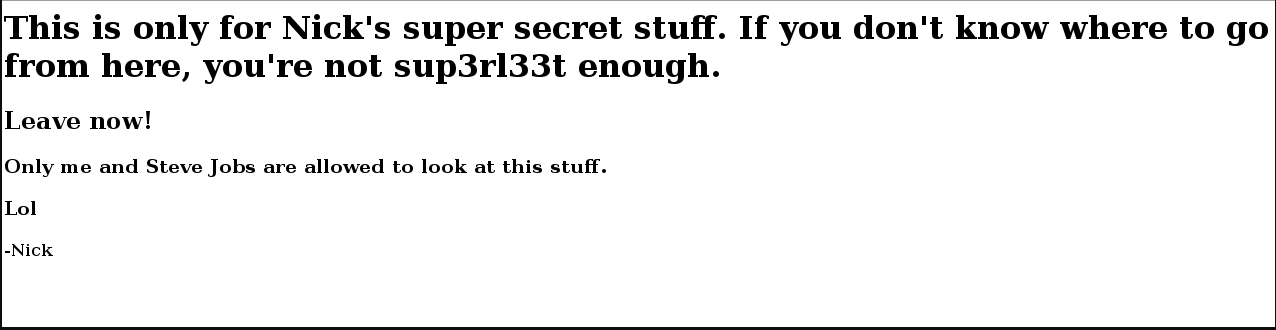 This is only for Nick's super secret stuff. If you don't know where to go
from here, you're not sup3rl33t enough.
Leave now!
Only me and Steve Jobs are allowed to look at this stuff.
Lol
-Nick